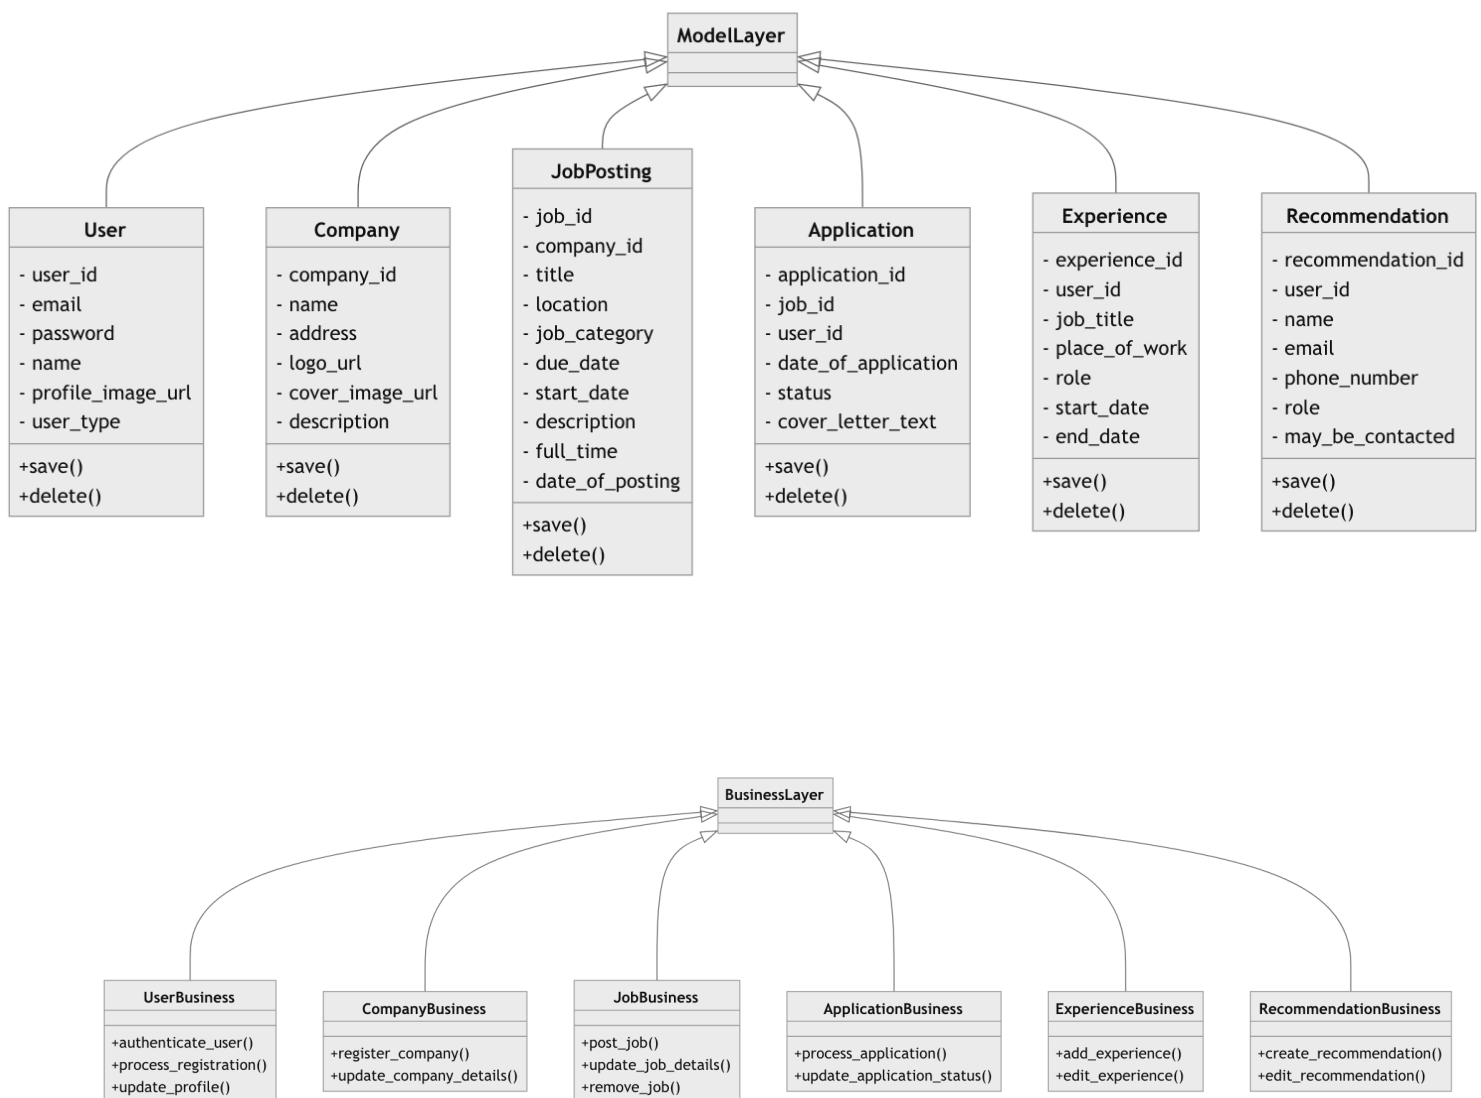 ModelLayer
User
- user_id
- email
- password
- name
- profile_image_url
- user_type
+save()
+delete()
Company
- company_id
- name
- address
- logo_url
- cover_image_url
- description
+save()
+delete()
JobPosting
- job_id
- company_id
- title
- location
- job_category
- due_date
- start_date
- description
- full_time
- date_of_posting
+save()
+delete()
Application
- application_id
- job_id
- user_id
- date_of_application
- status
- cover_letter_text
+save()
+delete()
Experience
- experience_id
- user_id
- job_title
- place_of_work
- role
- start_date
- end_date
+save()
+delete()
Recommendation
- recommendation_id
- user_id
- name
- email
- phone_number
- role
- may_be_contacted
+save()
+delete()
BusinessLayer
UserBusiness
+authenticate_user()
+process_registration()
+update_profile()
CompanyBusiness
+register_company()
+update_company_details()
JobBusiness
+post_job()
+update_job_details()
+remove_job()
ApplicationBusiness
+process_application()
+update_application_status()
ExperienceBusiness
+add_experience()
+edit_experience()
RecommendationBusiness
+create_recommendation()
+edit_recommendation()